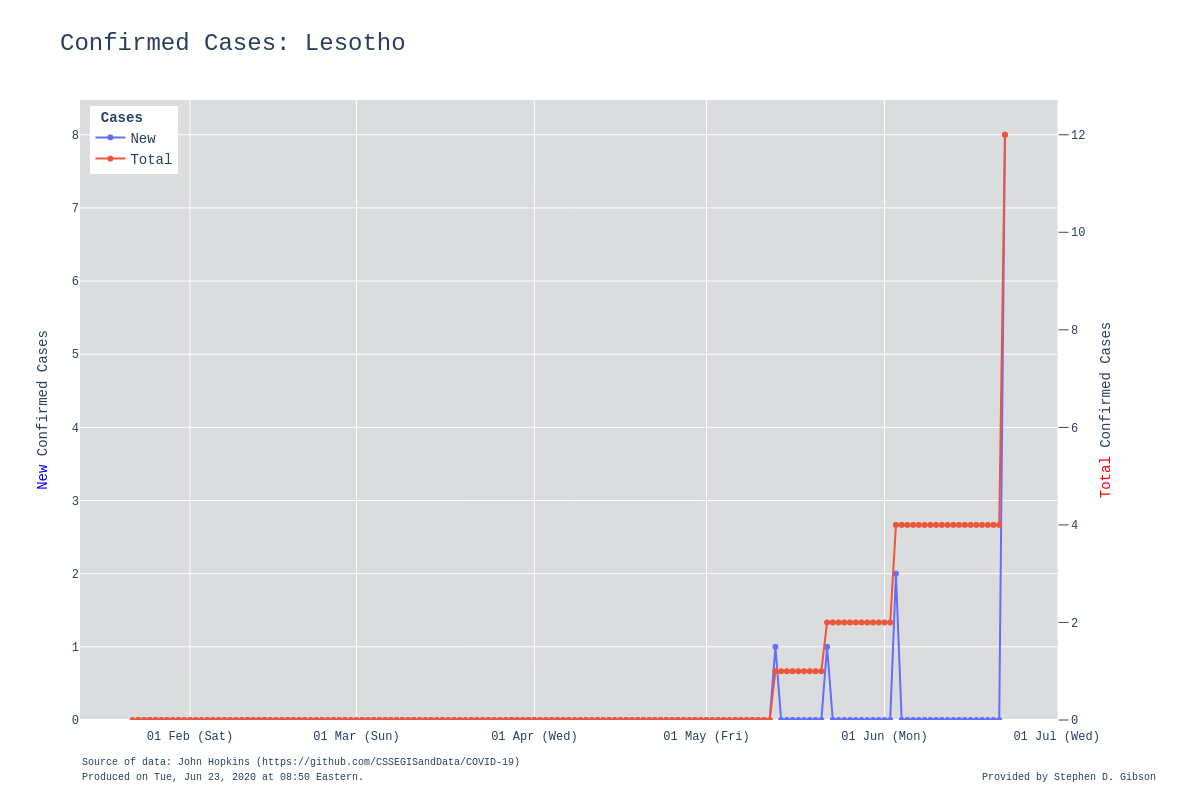 Confirmed Cases: Lesotho
Cases
New
Total
8
7
6
5
4
3
2
1
0
New Confirmed Cases
12
10
8
6
4
2
0
Total Confirmed Cases
01 Feb (Sat)
01 Mar (Sun)
01 Apr (Wed)
01 May (Fri)
01 Jun (Mon)
01 Jul (Wed)
Source of data: John Hopkins (https://github.com/CSSEGISandData/COVID-19)
Produced on Tue, Jun 23, 2020 at 08:50 Eastern.
Provided by Stephen D. Gibson